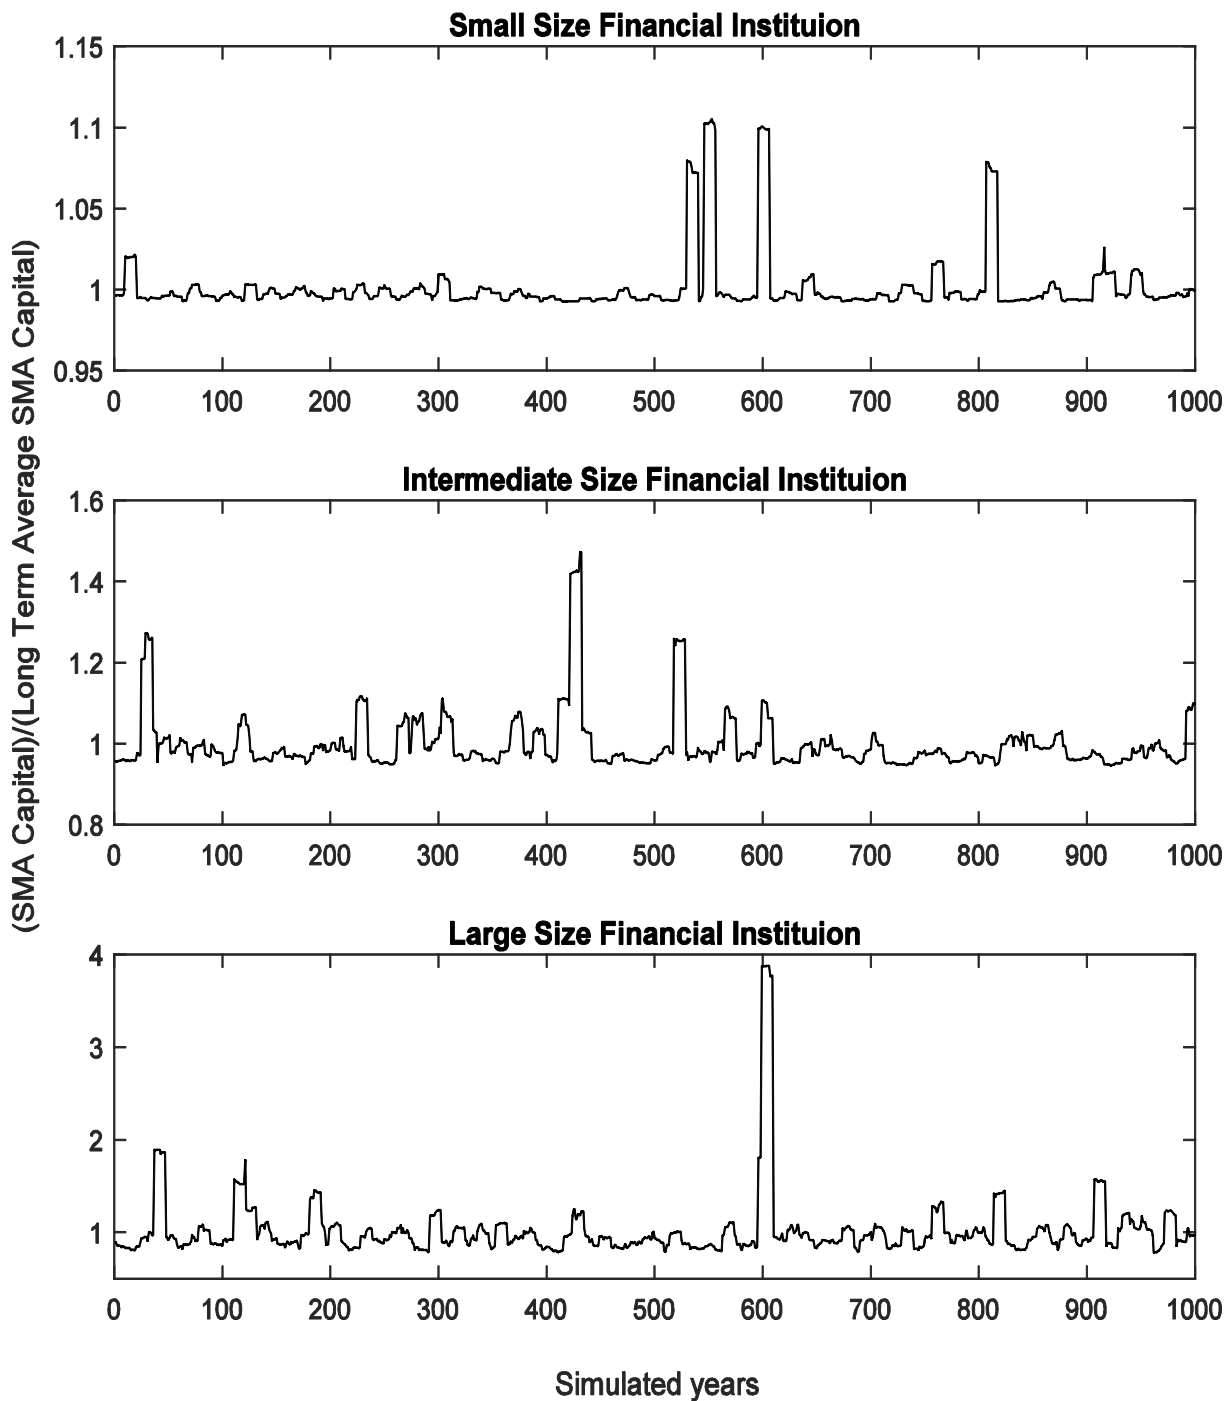 Small Size Financial Instituion
1.15
1.1
1.05
1
0.95
0 100 200 300 400 500 600 700 800 900 1000
Intermediate Size Financial Instituion
1.6
1.4
1.2
1
0.8
0 100 200 300 400 500 600 700 800 900 1000
(SMA Capital)/(Long Term Average SMA Capital)
Large Size Financial Instituion
4
3
2
1
0 100 200 300 400 500 600 700 800 900 1000
Simulated years